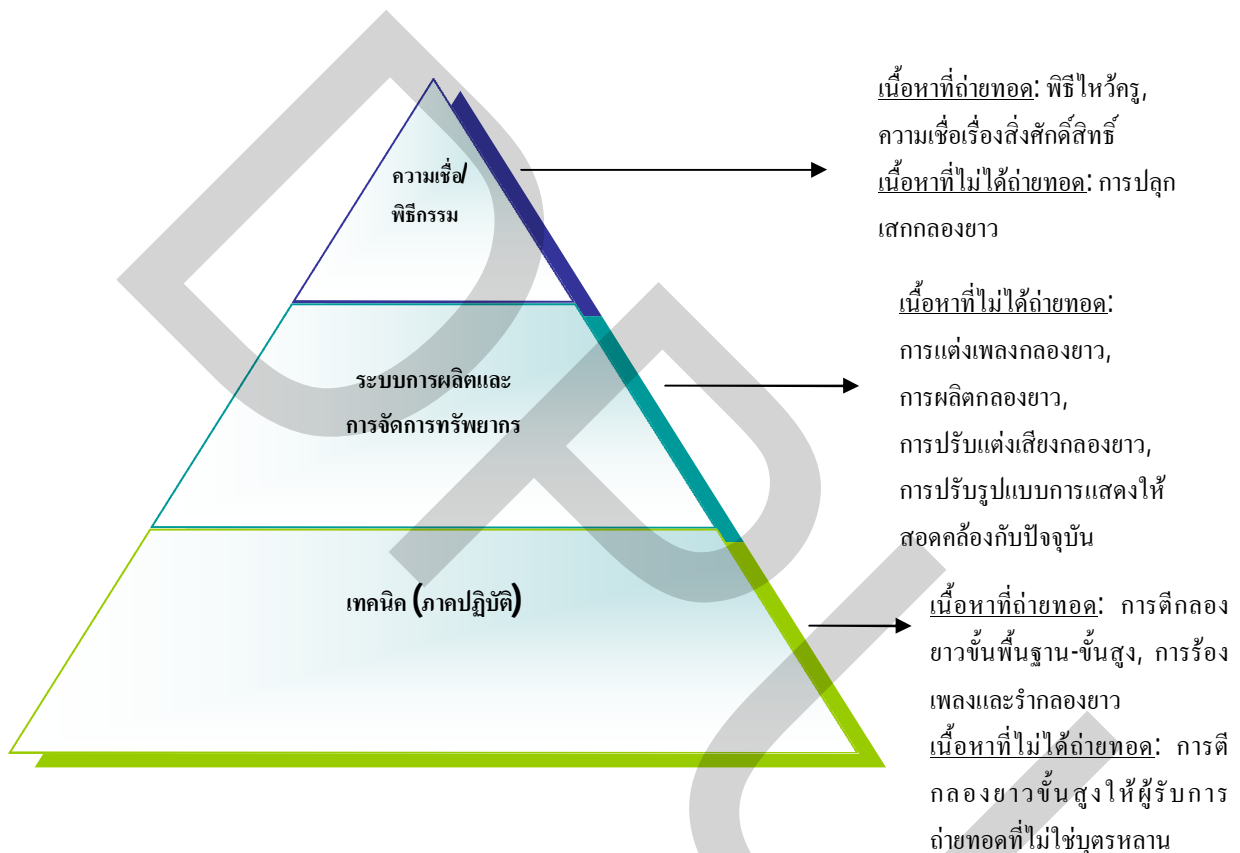 ความเชื่อ/
พิธีกรรม
เนื้อหาที่ถ่ายทอด: พิธีไหว้ครู,
ความเชื่อเรื่องสิ่งศักดิ์สิทธิ์
เนื้อหาที่ไม่ได้ถ่ายทอด: การปลุก
เสกกลองยาว
ระบบการผลิตและ
การจัดการทรัพยากร
เนื้อหาที่ไม่ได้ถ่ายทอด:
การแต่งเพลงกลองยาว,
การผลิตกลองยาว,
การปรับแต่งเสียงกลองยาว,
การปรับรูปแบบการแสดงให้
สอดคล้องกับปัจจุบัน
เทคนิค (ภาคปฏิบัติ)
เนื้อหาที่ถ่ายทอด: การตีกลอง
ยาวขั้นพื้นฐาน-ขั้นสูง, การร้อง
เพลงและรำกลองยาว
เนื้อหาที่ไม่ได้ถ่ายทอด: การตี
กลองยาวขั้นสูงให้ผู้รับการ
ถ่ายทอดที่ไม่ใช่บุตรหลาน
DPU